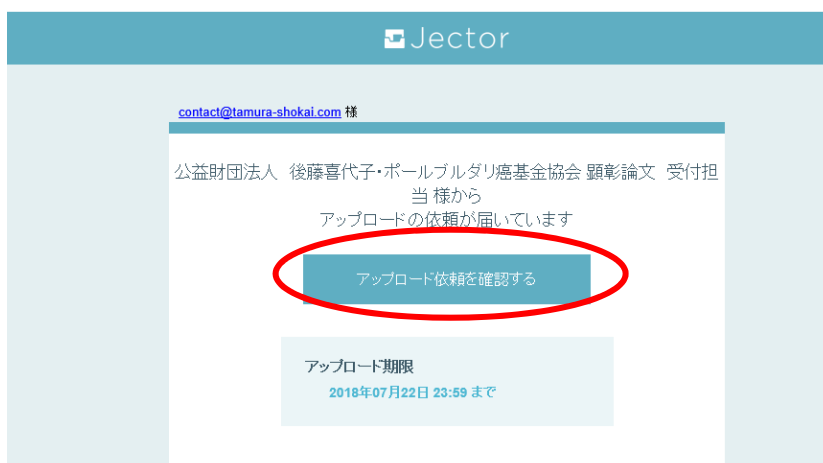 Jector
contact@tamura-shokai.com 様
公益財団法人 後藤喜代子・ポールブルダリ癌基金協会 顕彰論文 受付担
当 様から
アップロードの依頼が届いています
アップロード依頼を確認する
アップロード期限
2018年07月22日 23:59 まで